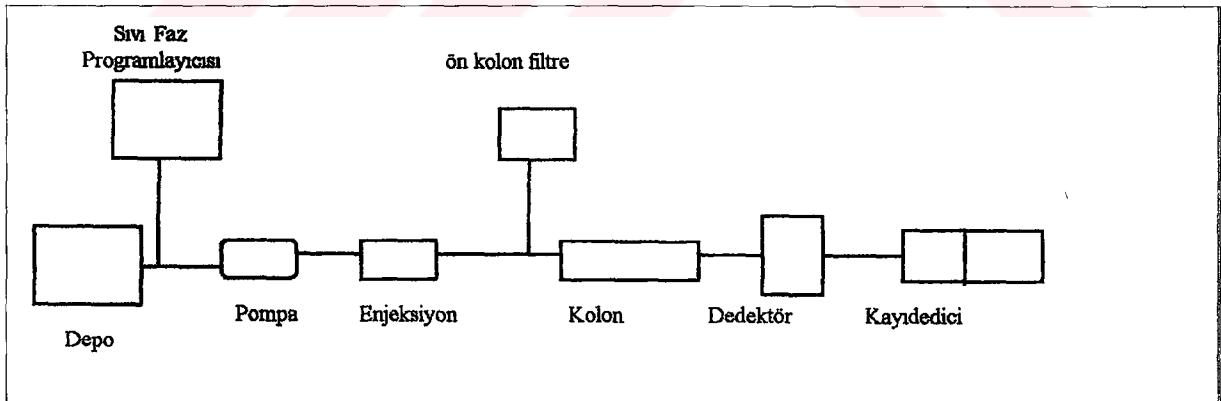 Sıvı Faz
Programlayıcısı
ön kolon filtre
Depo
Pompa
Enjeksiyon
Kolon
Dedektör
Kayıdedici